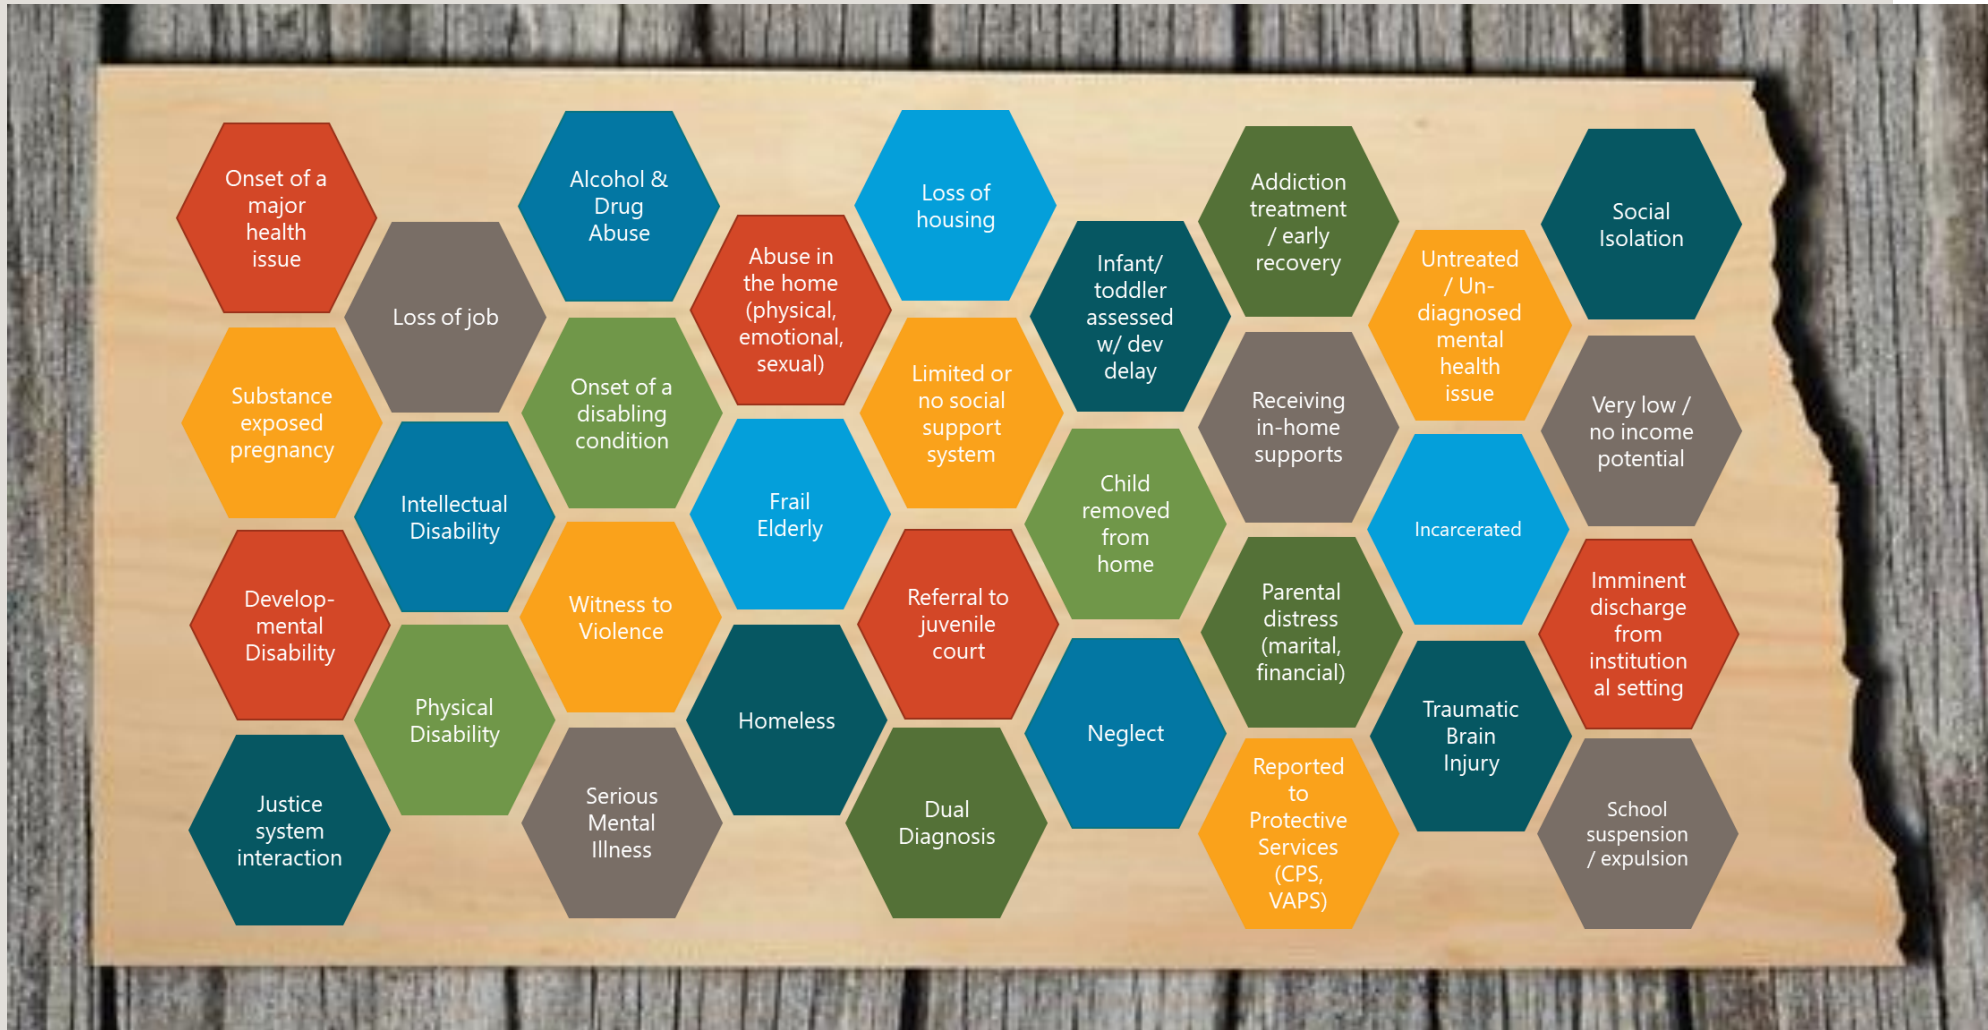 Onset of a
major
health
issue
Substance
exposed
pregnancy
Develop-
mental
Disability
Justice
system
interaction
Loss of job
Intellectual
Disability
Physical
Disability
Alcohol &
Drug
Abuse
Onset of a
disabling
condition
Witness to
Violence
Serious
Mental
Illness
Abuse in
the home
(physical,
emotional,
sexual)
Frail
Elderly
Homeless
Loss of
housing
Limited or
no social
support
system
Referral to
juvenile
court
Dual
Diagnosis
Infant/
toddler
assessed
w/ dev
delay
Child
removed
from
home
Neglect
Addiction
treatment
/ early
recovery
Receiving
in-home
supports
Parental
distress
(marital,
financial)
Reported
to
Protective
Services
(CPS,
VAPS)
Untreated
/ Un-
diagnosed
mental
health
issue
Incarcerated
Traumatic
Brain
Injury
Social
Isolation
Very low /
no income
potential
Imminent
discharge
from
institution
al setting
School
suspension
/ expulsion